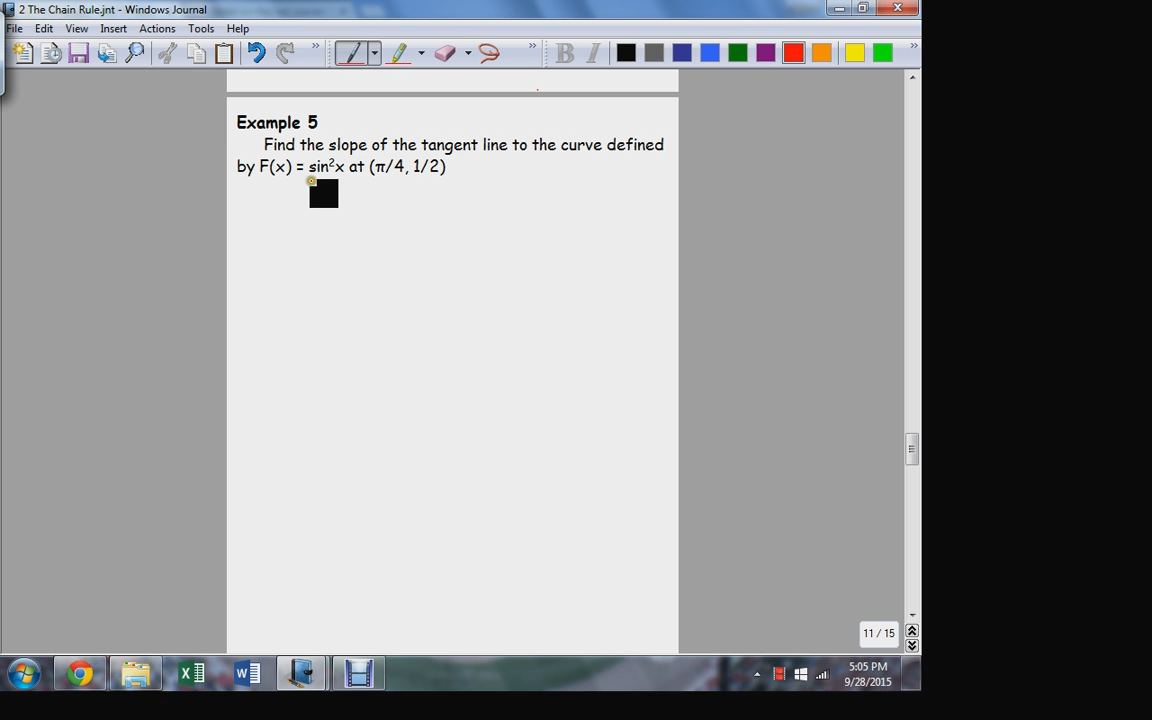 2 The Chain Rule.jnt - Windows Journal
File Edit View Insert Actions Tools Help
» » B I »
Example 5
Find the slope of the tangent line to the curve defined
by F(x) = sin²x at (π/4, 1/2)
11 / 15
5:05 PM
9/28/2015